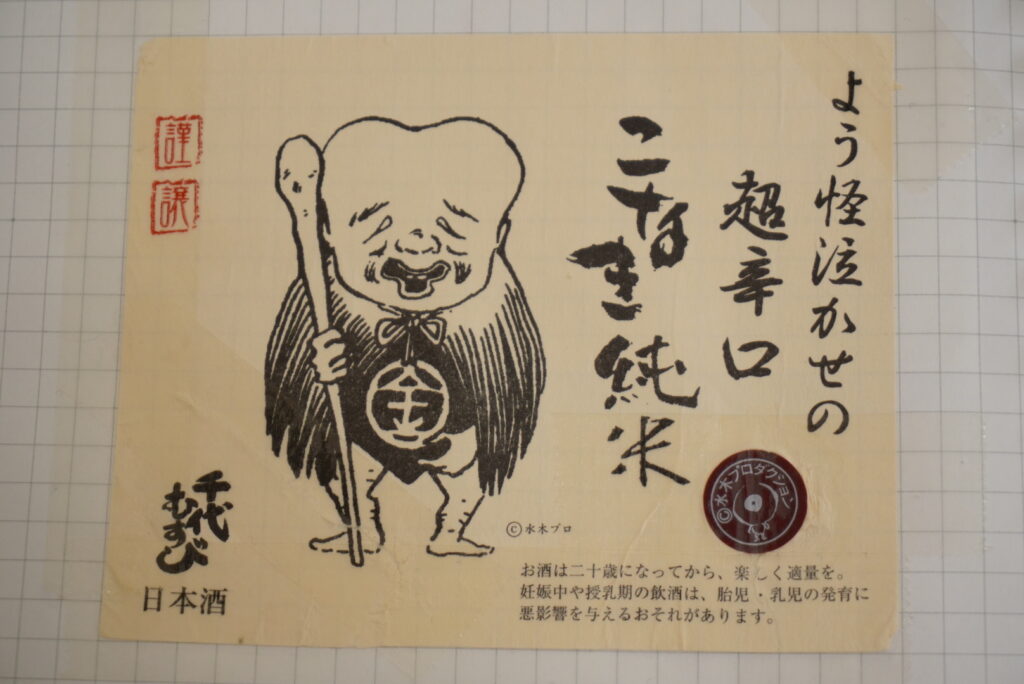 よう怪泣かせの
超辛口
こなき純米
謹
譲
金
千代
むすび
日本酒
©水木プロ
©水木プロダクション
お酒は二十歳になってから、楽しく適量を。
妊娠中や授乳期の飲酒は、胎児・乳児の発育に
悪影響を与えるおそれがあります。